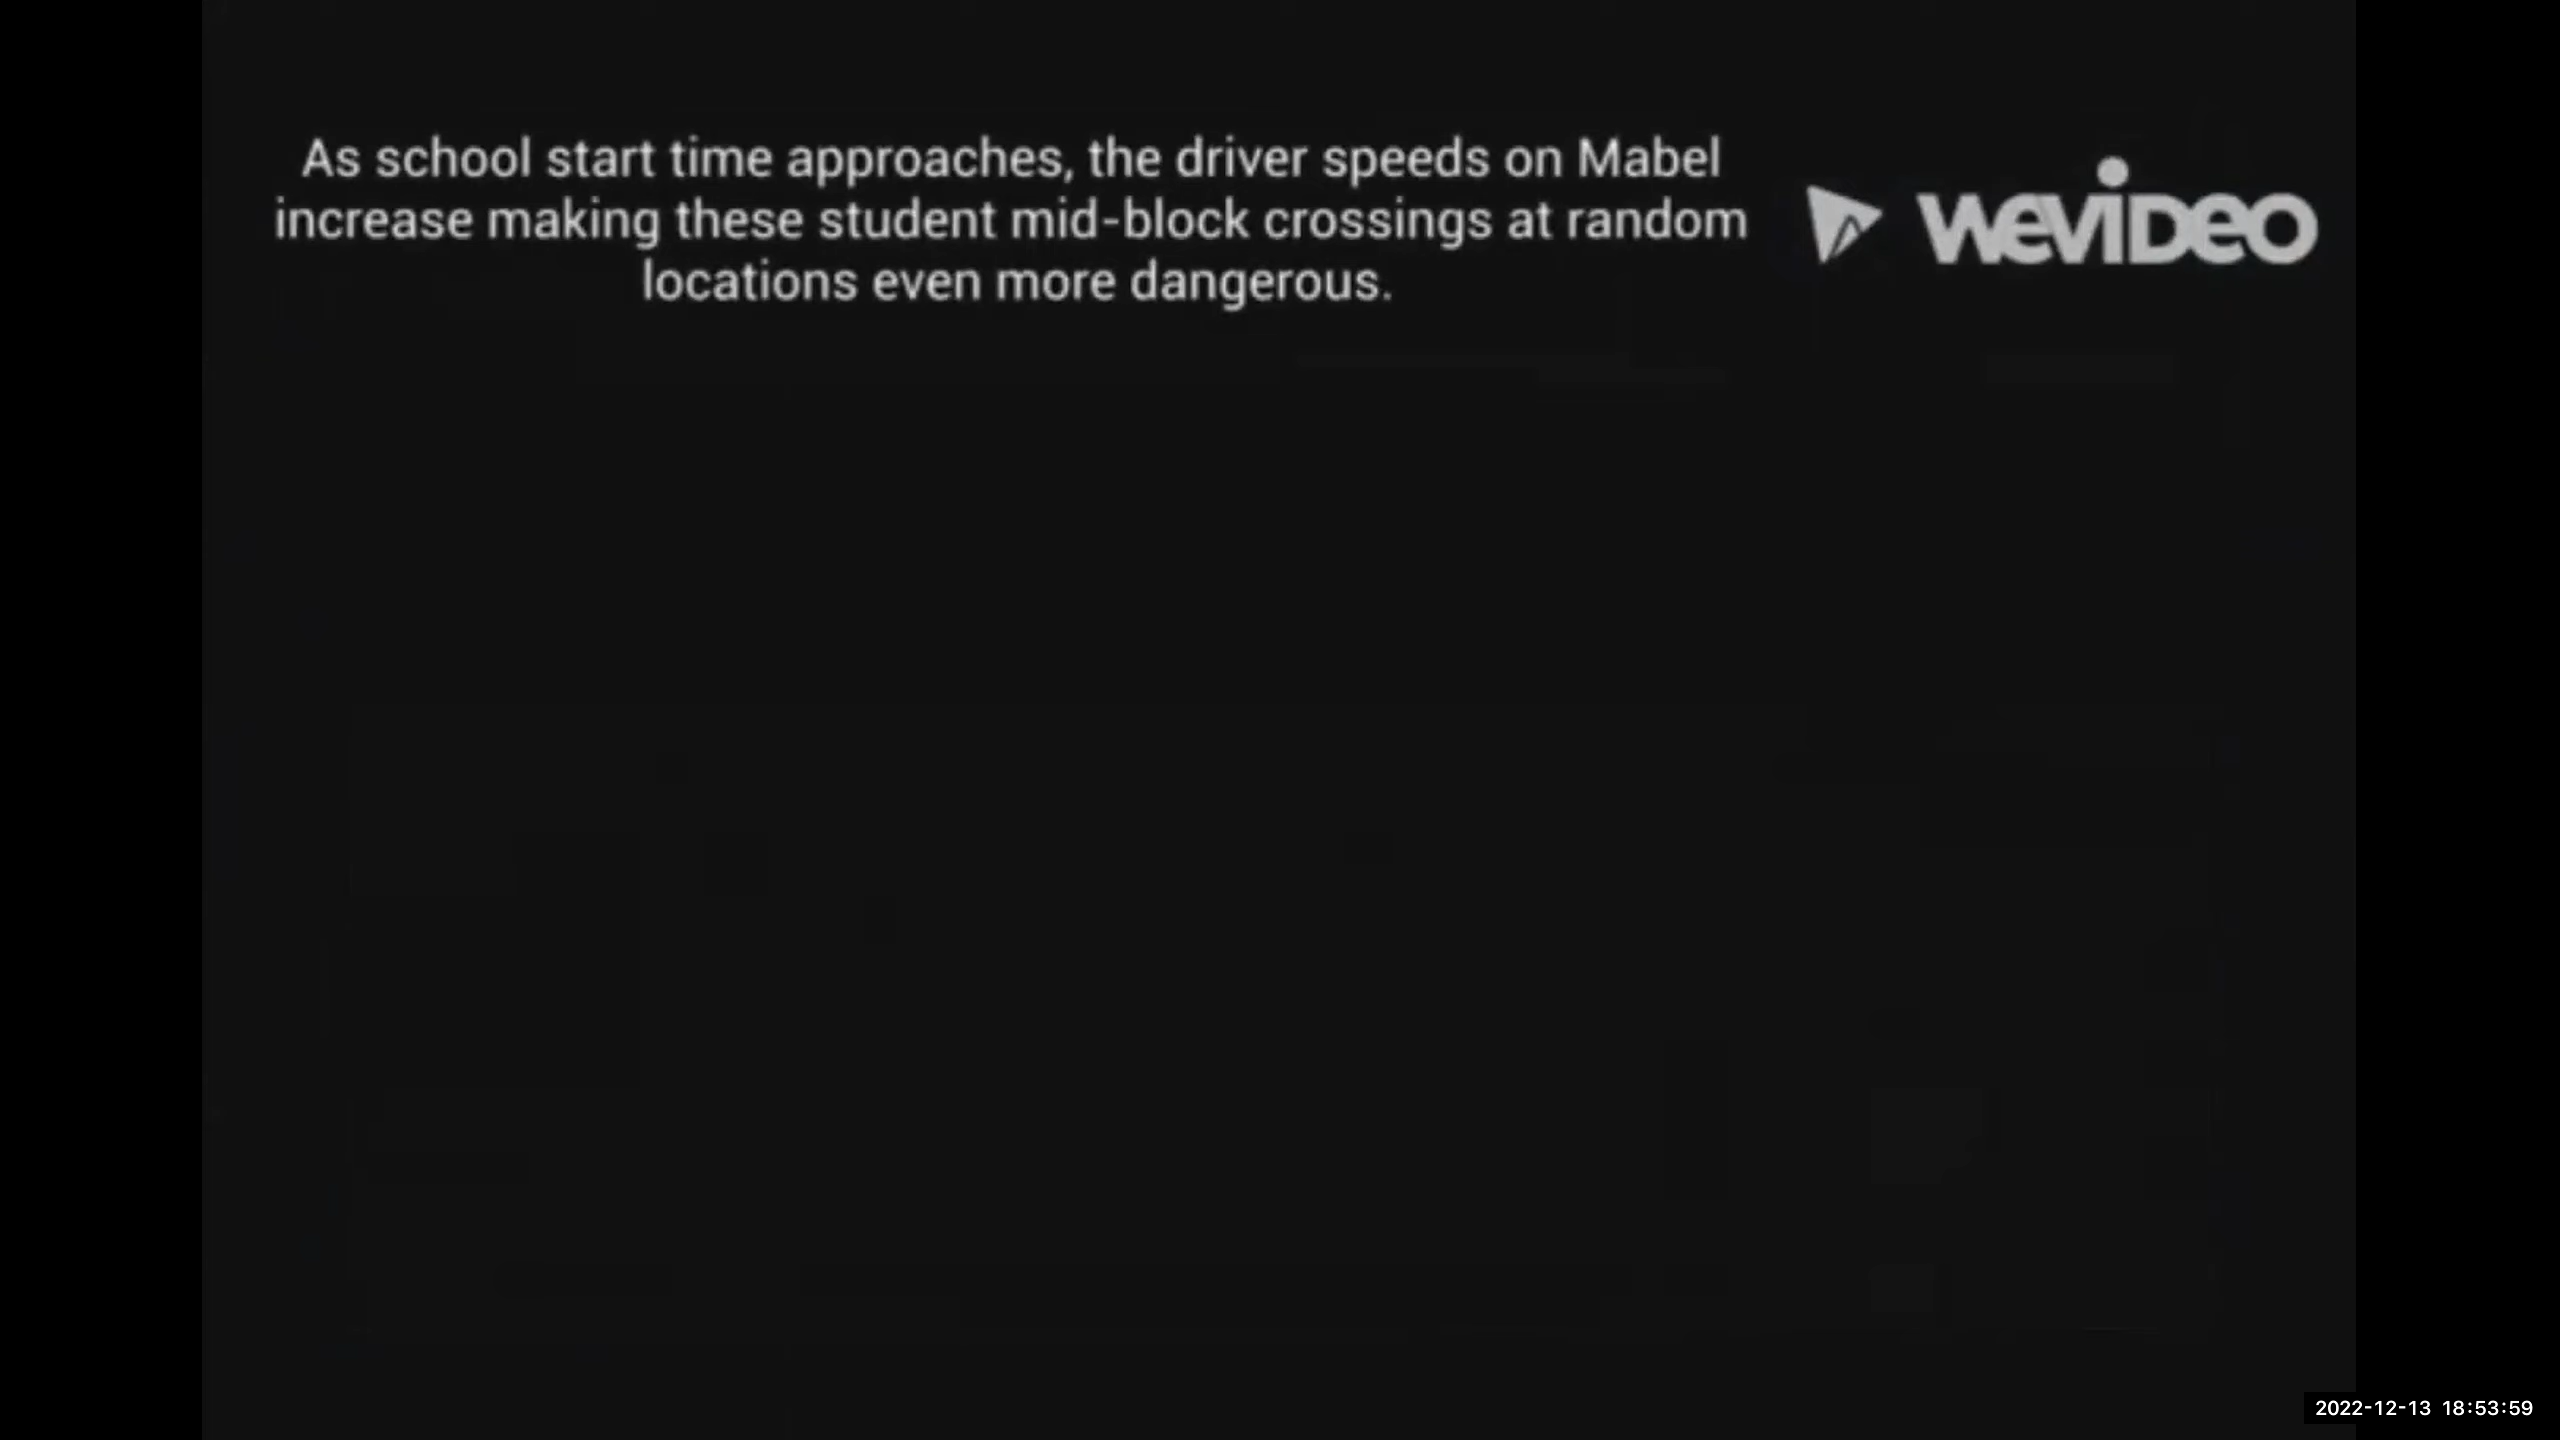 As school start time approaches, the driver speeds on Mabel
increase making these student mid-block crossings at random
locations even more dangerous.
WeVideo
2022-12-13 18:53:59